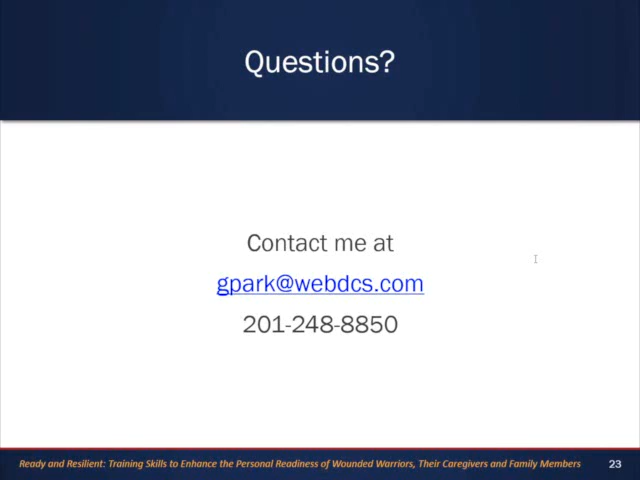 Questions?
Contact me at
gpark@webdcs.com
201-248-8850
Ready and Resilient: Training Skills to Enhance the Personal Readiness of Wounded Warriors, Their Caregivers and Family Members
23